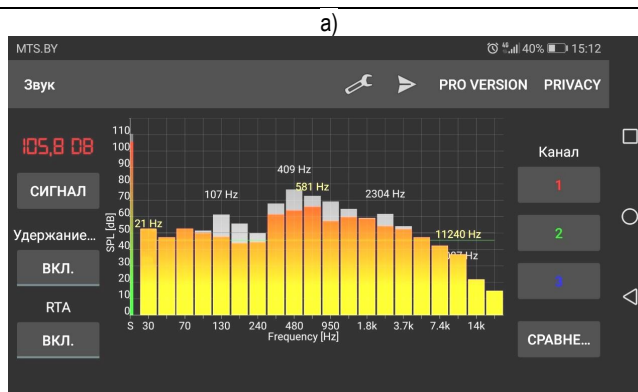 а)
MTS.BY
4G 40% 15:12
Звук
PRO VERSION PRIVACY
105,8 DB
СИГНАЛ
Удержание...
ВКЛ.
RTA
ВКЛ.
SPL [dB]
110
100
90
80
70
60
50
40
30
20
10
0
21 Hz
107 Hz
409 Hz
581 Hz
2304 Hz
11240 Hz
S 30 70 130 240 480 950 1.8k 3.7k 7.4k 14k
Frequency [Hz]
Канал
1
2
3
СРАВНЕ...